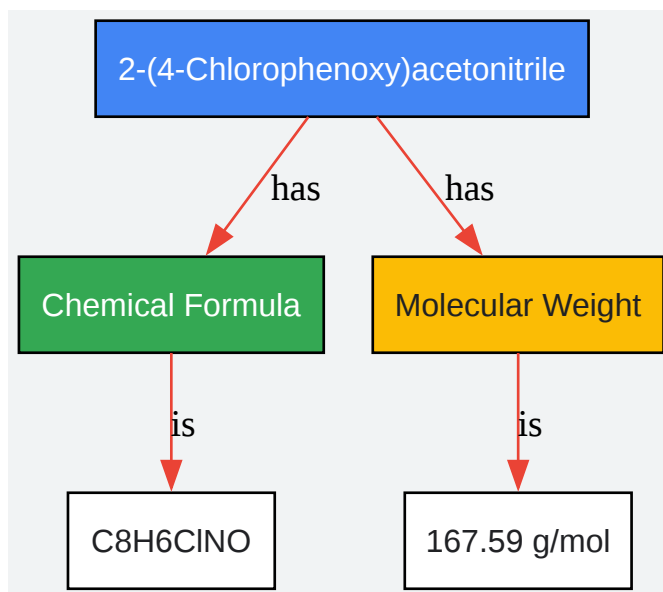 2-(4-Chlorophenoxy)acetonitrile
has
has
Chemical Formula
Molecular Weight
is
is
C8H6ClNO
167.59 g/mol